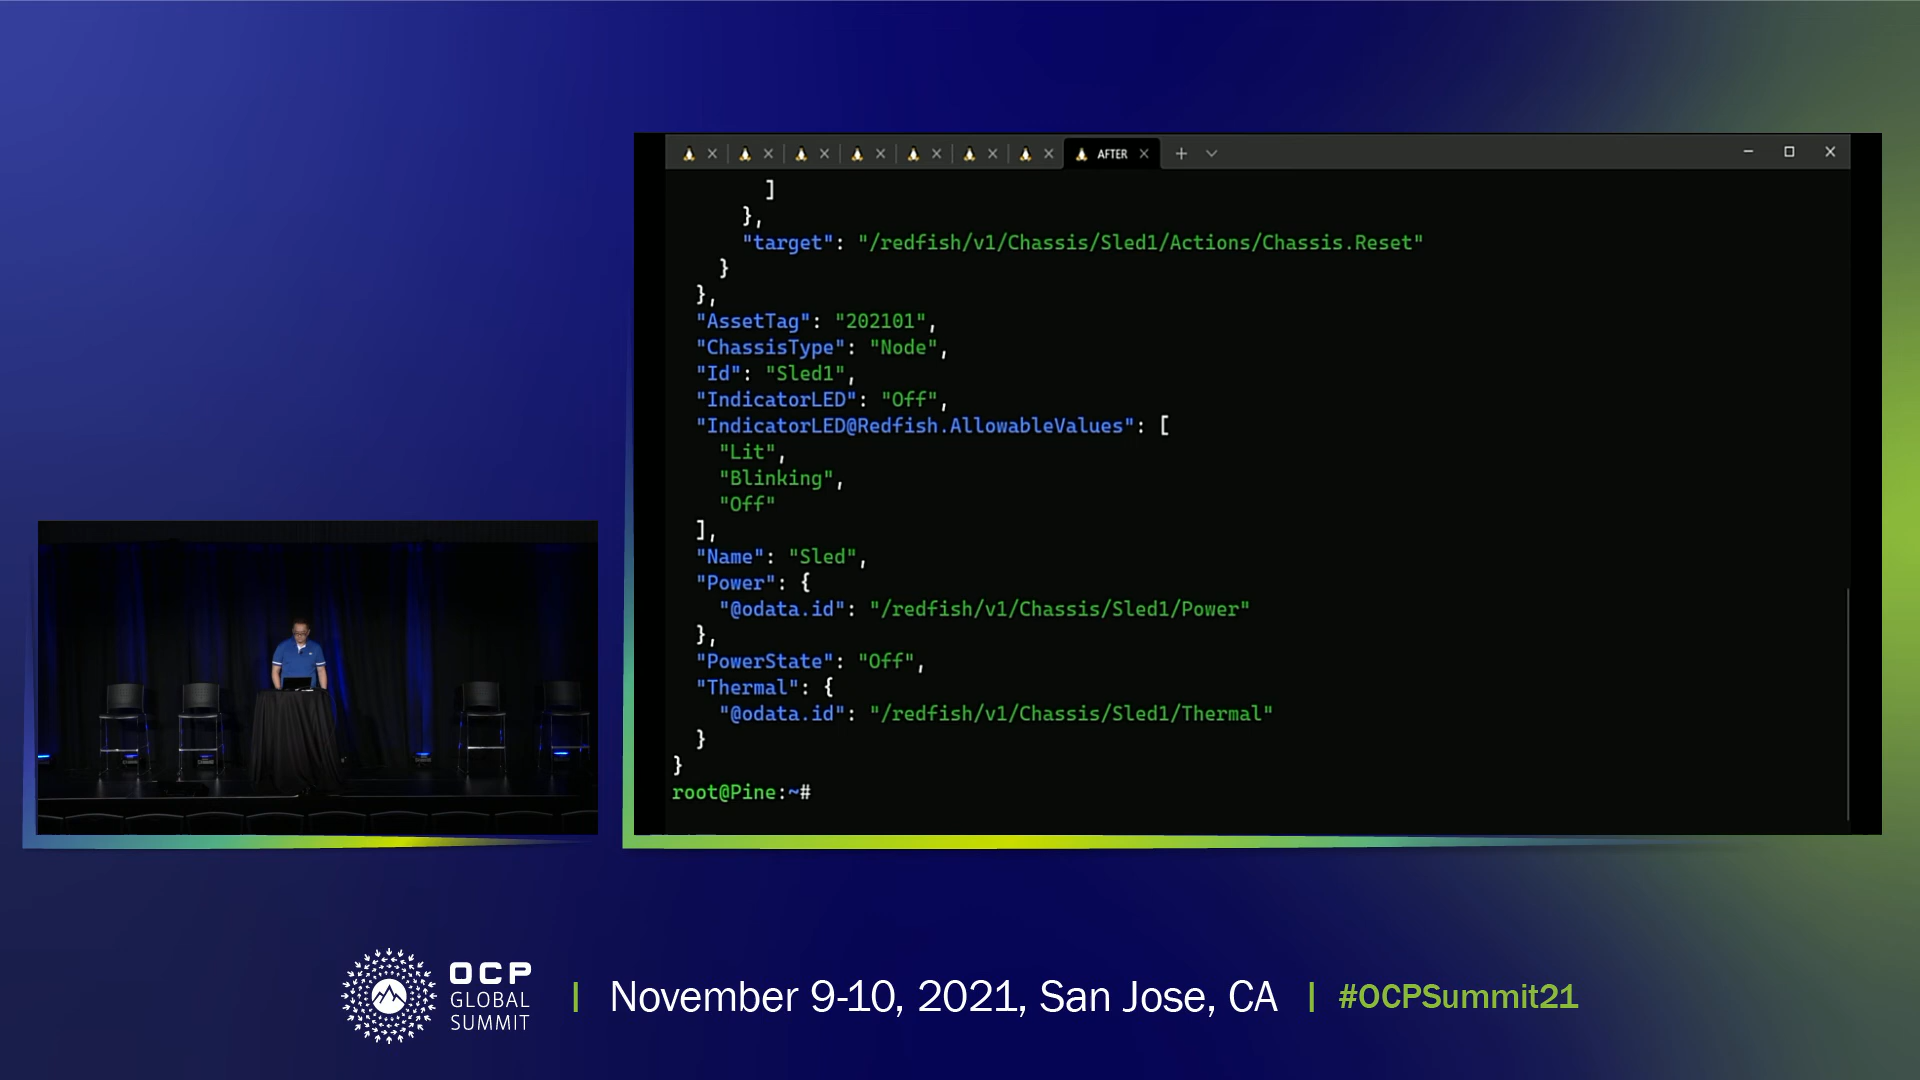 AFTER
]
},
"target": "/redfish/v1/Chassis/Sled1/Actions/Chassis.Reset"
}
},
"AssetTag": "202101",
"ChassisType": "Node",
"Id": "Sled1",
"IndicatorLED": "Off",
"IndicatorLED@Redfish.AllowableValues": [
"Lit",
"Blinking",
"Off"
],
"Name": "Sled",
"Power": {
"@odata.id": "/redfish/v1/Chassis/Sled1/Power"
},
"PowerState": "Off",
"Thermal": {
"@odata.id": "/redfish/v1/Chassis/Sled1/Thermal"
}
}
root@Pine:~#
OCP
GLOBAL
SUMMIT
November 9-10, 2021, San Jose, CA
#OCPSummit21